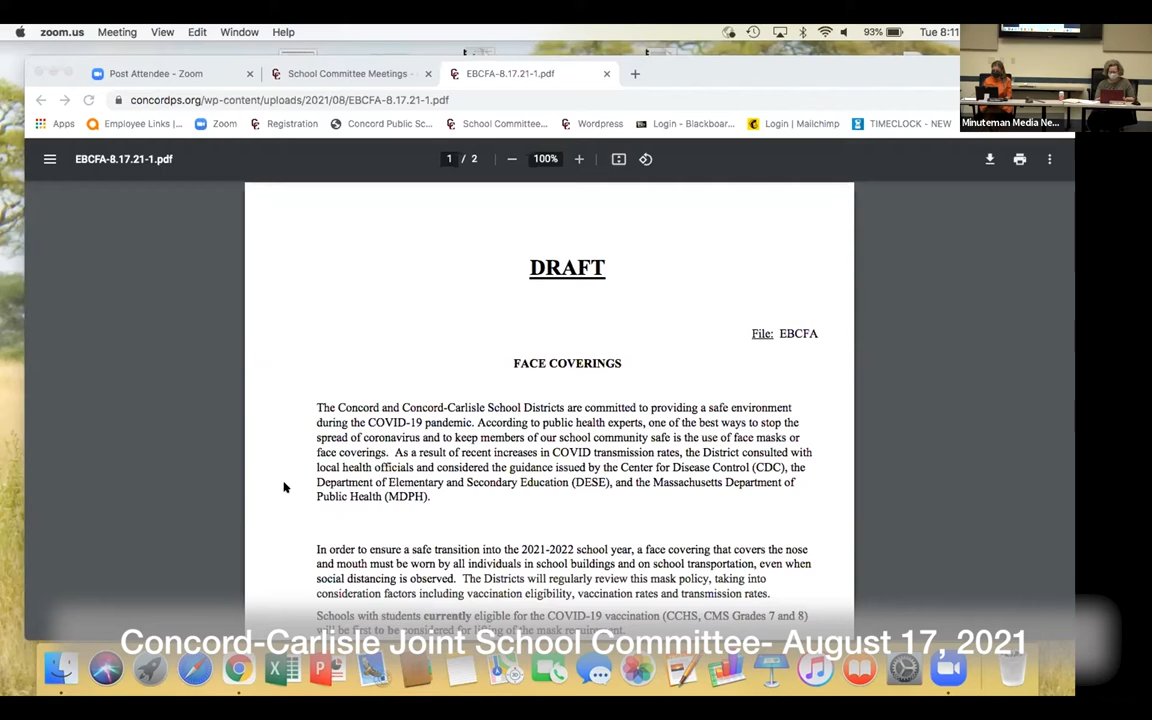 zoom.us Meeting View Edit Window Help 93% Tue 8:11
Post Attendee - Zoom School Committee Meetings - EBCFA-8.17.21-1.pdf
concordps.org/wp-content/uploads/2021/08/EBCFA-8.17.21-1.pdf
Apps Employee Links |... Zoom Registration Concord Public Sc... School Committee... Wordpress Login - Blackboar... Login | Mailchimp TIMECLOCK - NEW
Minuteman Media Ne...
EBCFA-8.17.21-1.pdf 1 / 2 100%
DRAFT
File: EBCFA
FACE COVERINGS
The Concord and Concord-Carlisle School Districts are committed to providing a safe environment
during the COVID-19 pandemic. According to public health experts, one of the best ways to stop the
spread of coronavirus and to keep members of our school community safe is the use of face masks or
face coverings. As a result of recent increases in COVID transmission rates, the District consulted with
local health officials and considered the guidance issued by the Center for Disease Control (CDC), the
Department of Elementary and Secondary Education (DESE), and the Massachusetts Department of
Public Health (MDPH).
In order to ensure a safe transition into the 2021-2022 school year, a face covering that covers the nose
and mouth must be worn by all individuals in school buildings and on school transportation, even when
social distancing is observed. The Districts will regularly review this mask policy, taking into
consideration factors including vaccination eligibility, vaccination rates and transmission rates.
Schools with students currently eligible for the COVID-19 vaccination (CCHS, CMS Grades 7 and 8)
will be first to be considered for lifting of the mask requirement.
Concord-Carlisle Joint School Committee- August 17, 2021